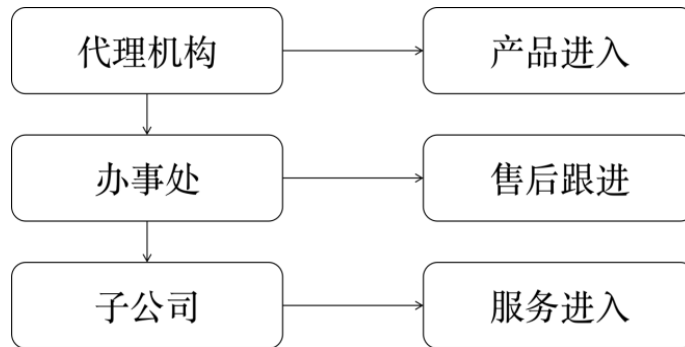 代理机构
产品进入
办事处
售后跟进
子公司
服务进入